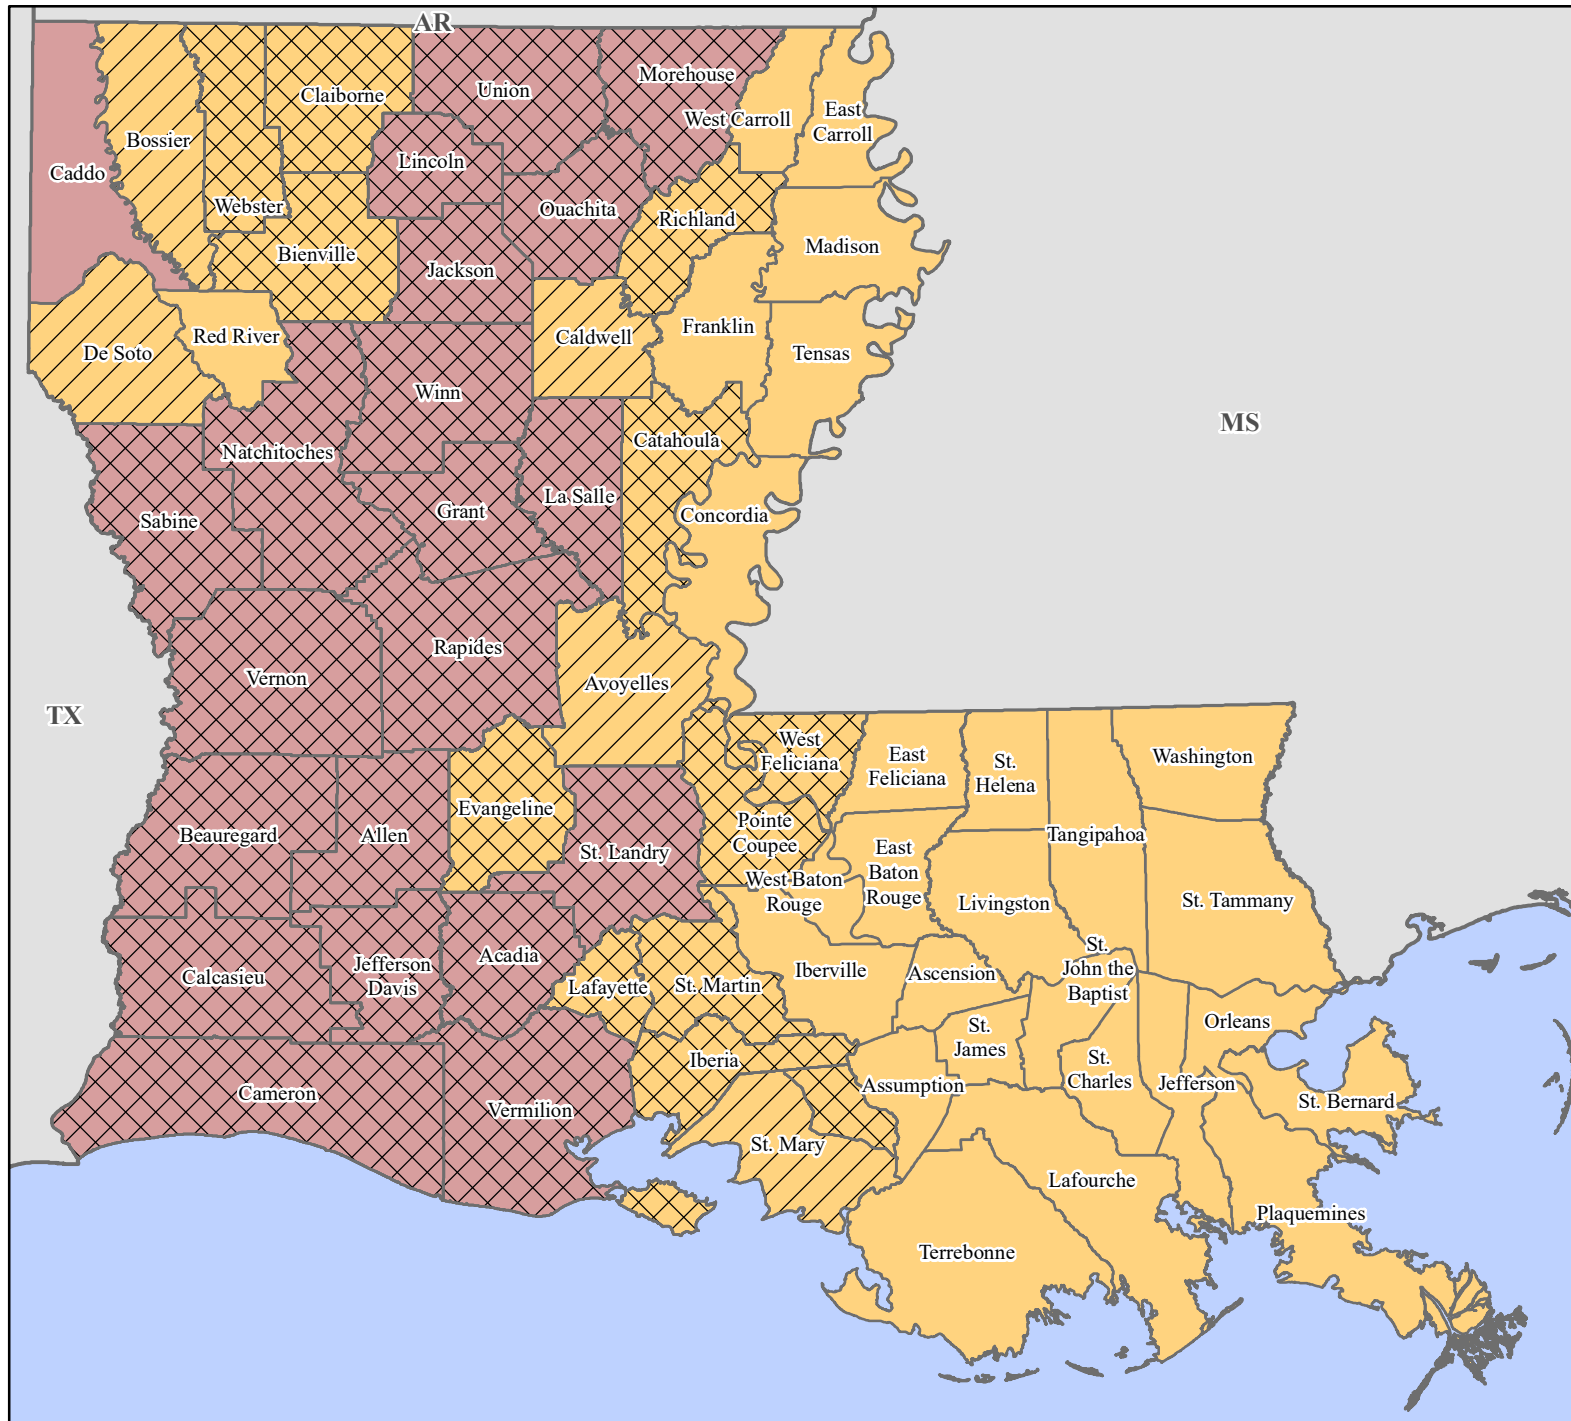 AR
Union
Morehouse
Claiborne
West Carroll
East
Carroll
Bossier
Lincoln
Caddo
Webster
Ouachita
Richland
Madison
Bienville
Jackson
Franklin
Red River
Caldwell
De Soto
Tensas
Winn
MS
Catahoula
Natchitoches
La Salle
Grant
Concordia
Sabine
Rapides
Vernon
Avoyelles
TX
West
Feliciana
East
Feliciana
St.
Helena
Washington
Evangeline
Pointe
Coupee
Beauregard
Allen
Tangipahoa
St. Landry
East
Baton
Rouge
West Baton
Rouge
Livingston
St. Tammany
Acadia
Jefferson
Davis
Calcasieu
Lafayette
St. Martin
Iberville
Ascension
St.
John the
Baptist
Orleans
St.
James
Iberia
St.
Charles
Assumption
Jefferson
Cameron
Vermilion
St. Bernard
St. Mary
Lafourche
Plaquemines
Terrebonne